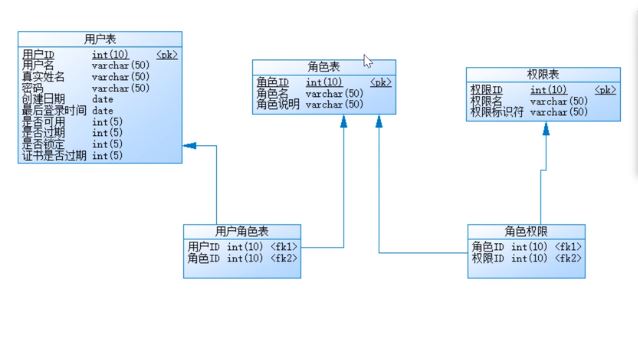 用户表
用户ID int(10) <pk>
用户名 varchar(50)
真实姓名 varchar(50)
密码 varchar(50)
创建日期 date
最后登录时间 date
是否可用 int(5)
是否过期 int(5)
是否锁定 int(5)
证书是否过期 int(5)
角色表
角色ID int(10) <pk>
角色名 varchar(50)
角色说明 varchar(50)
权限表
权限ID int(10) <pk>
权限名 varchar(50)
权限标识符 varchar(50)
用户角色表
用户ID int(10) <fk1>
角色ID int(10) <fk2>
角色权限
角色ID int(10) <fk1>
权限ID int(10) <fk2>